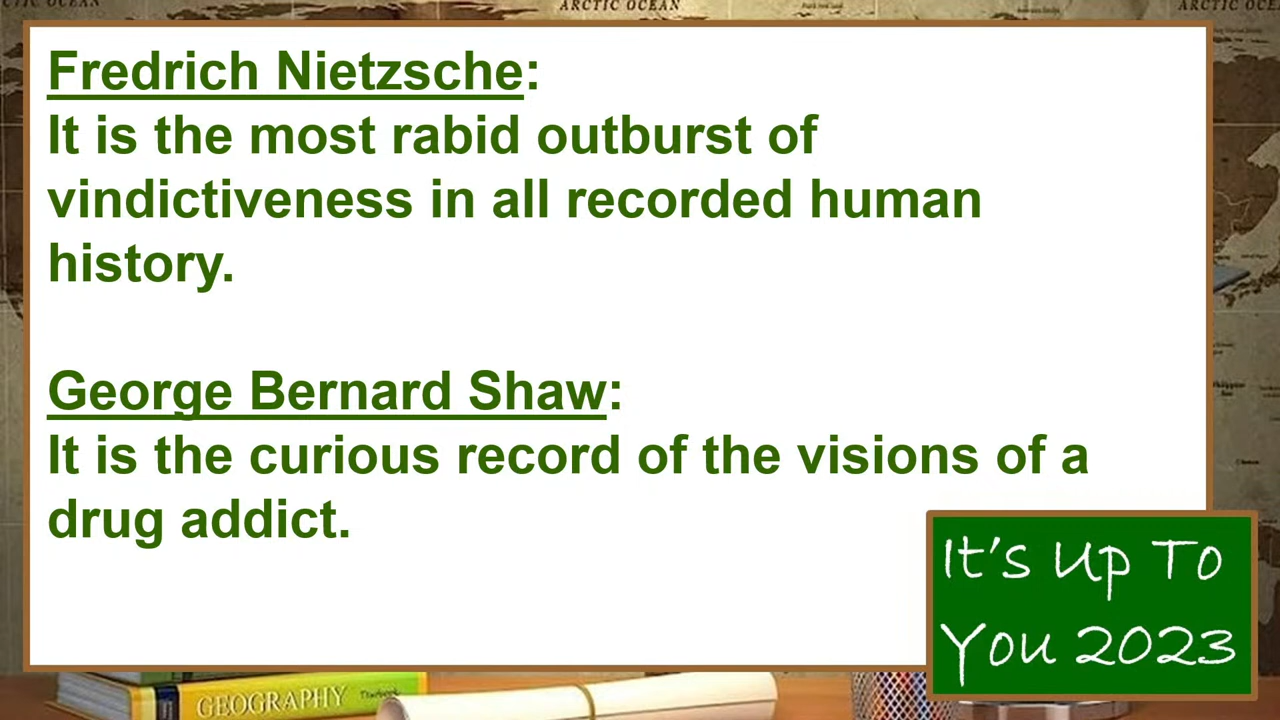 ARCTIC OCEAN
Fredrich Nietzsche:
It is the most rabid outburst of
vindictiveness in all recorded human
history.
George Bernard Shaw:
It is the curious record of the visions of a
drug addict.
It's Up To
You 2023
GEOGRAPHY